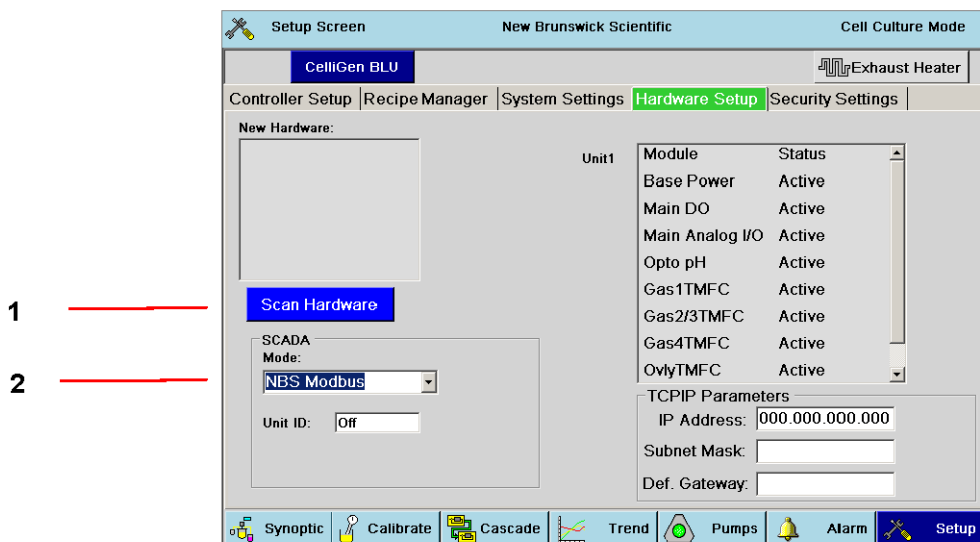 Setup Screen New Brunswick Scientific Cell Culture Mode
CelliGen BLU Exhaust Heater
Controller Setup Recipe Manager System Settings Hardware Setup Security Settings
New Hardware:
Unit1
Module Status
Base Power Active
Main DO Active
Main Analog I/O Active
Opto pH Active
Gas1TMFC Active
Gas2/3TMFC Active
Gas4TMFC Active
OvlyTMFC Active
1
Scan Hardware
SCADA
Mode:
2
NBS Modbus
Unit ID: Off
TCPIP Parameters
IP Address: 000.000.000.000
Subnet Mask:
Def. Gateway:
Synoptic Calibrate Cascade Trend Pumps Alarm Setup